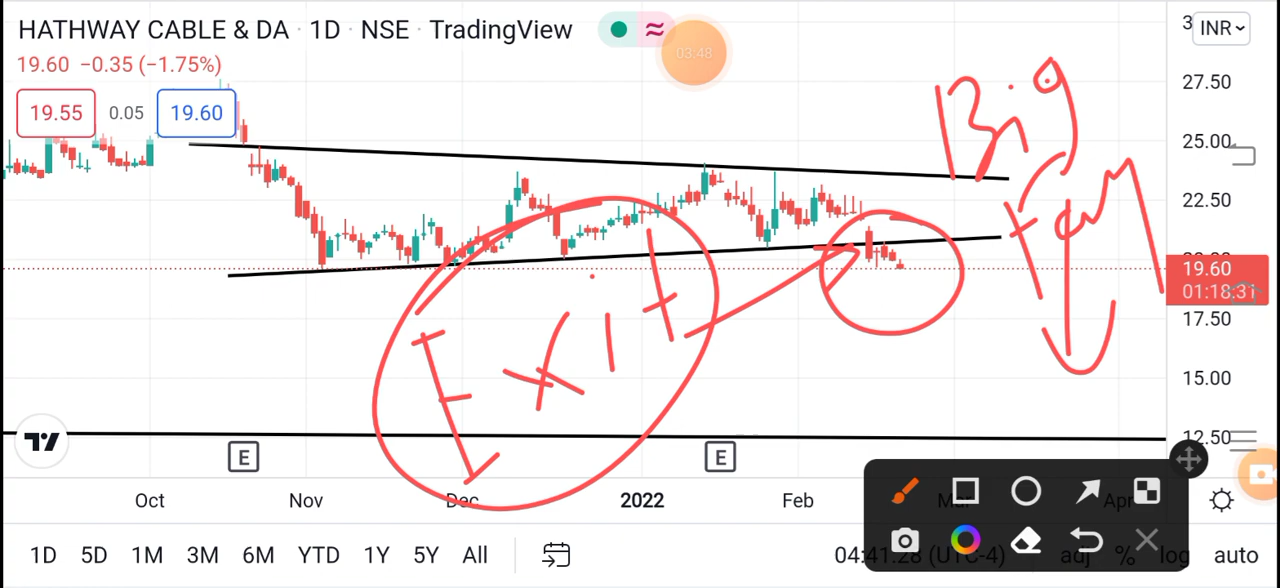 HATHWAY CABLE & DA · 1D · NSE · TradingView
INR
19.60 −0.35 (−1.75%)
03:48
19.55 0.05 19.60
27.50
25.00
22.50
19.60
01:18:31
17.50
15.00
12.50
Big
Exit
E E
Oct Nov Dec 2022 Feb Mar Apr
1D 5D 1M 3M 6M YTD 1Y 5Y All 04:41:28 (UTC-4) adj % log auto